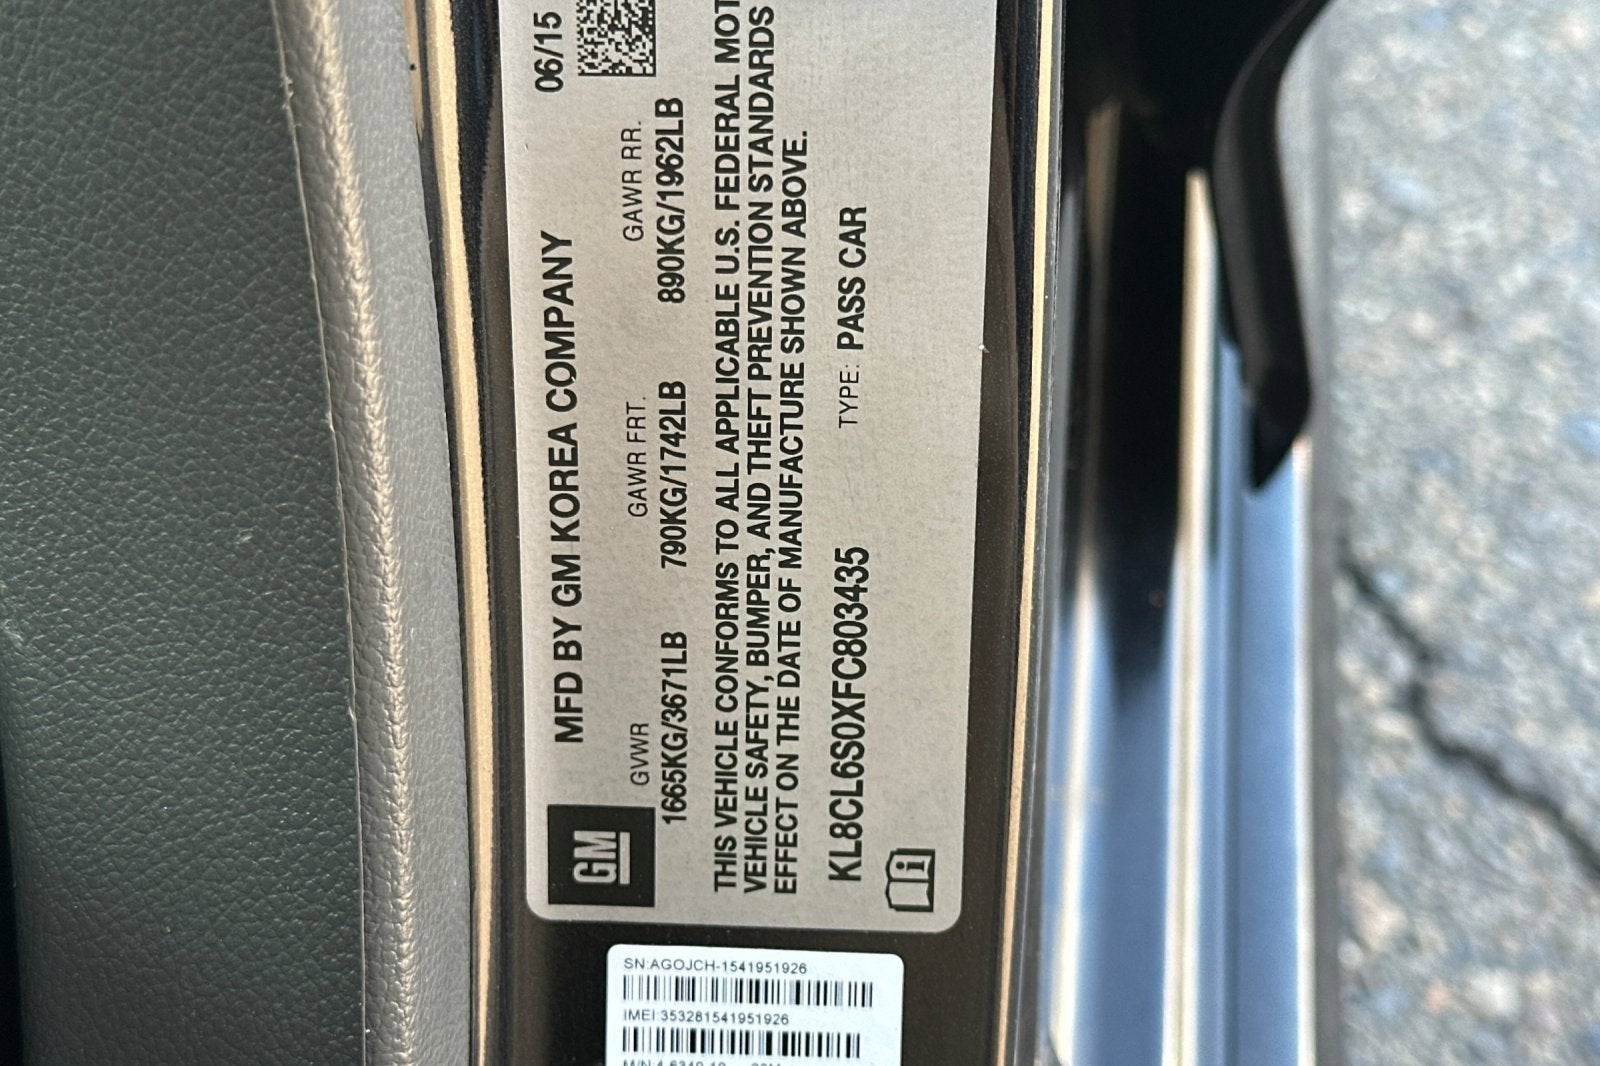 GM
MFD BY GM KOREA COMPANY 06/15
GVWR GAWR FRT. GAWR RR.
1665KG/3671LB 790KG/1742LB 890KG/1962LB
THIS VEHICLE CONFORMS TO ALL APPLICABLE U.S. FEDERAL
VEHICLE SAFETY, BUMPER, AND THEFT PREVENTION STANDARDS
EFFECT ON THE DATE OF MANUFACTURE SHOWN ABOVE.
KL8CL6S0XFC803435 TYPE: PASS CAR
SN:AGOJCH-1541951926
IMEI:353281541951926